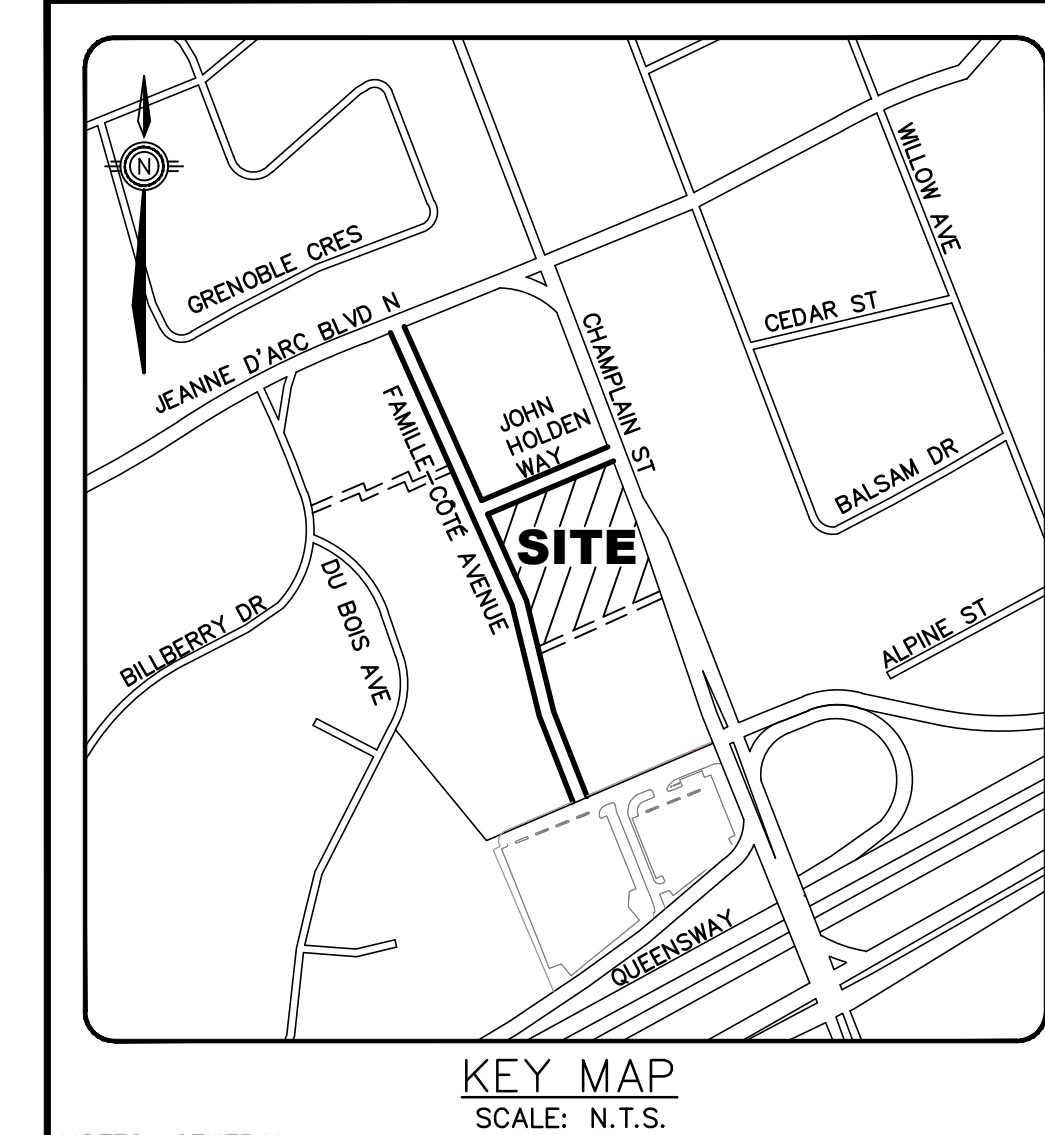 N
WILLOW AVE
GRENOBLE CRES
JEANNE D'ARC BLVD N
CEDAR ST
CHAMPLAIN ST
FAMILLE-CÔTÉ AVENUE
JOHN
HOLDEN
WAY
BALSAM DR
SITE
DU BOIS AVE
BILLBERRY DR
ALPINE ST
QUEENSWAY
KEY MAP
SCALE: N.T.S.